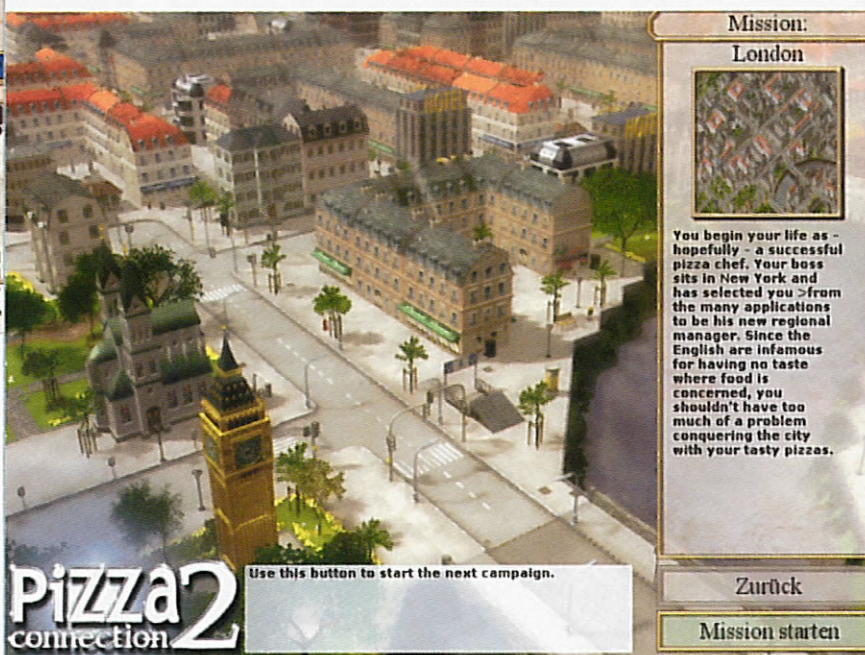 Mission:
London
You begin your life as -
hopefully - a successful
pizza chef. Your boss
sits in New York and
has selected you >from
the many applications
to be his new regional
manager. Since the
English are infamous
for having no taste
where food is
concerned, you
shouldn't have too
much of a problem
conquering the city
with your tasty pizzas.
Pizza
connection 2
Use this button to start the next campaign.
Zurück
Mission starten